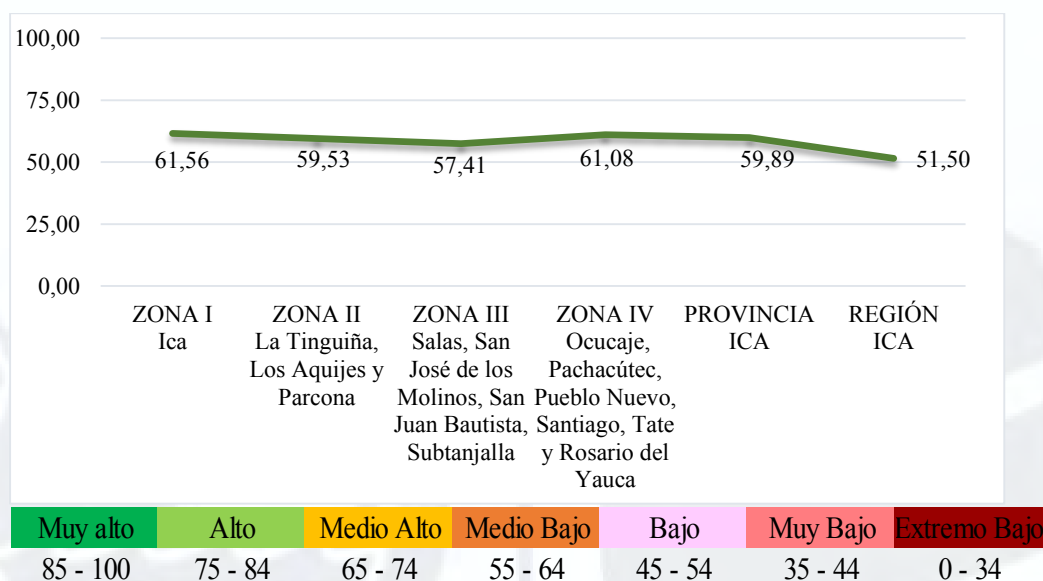 100,00
75,00
50,00
25,00
0,00
61,56
59,53
57,41
61,08
59,89
51,50
ZONA I
Ica
ZONA II
La Tinguiña,
Los Aquijes y
Parcona
ZONA III
Salas, San
José de los
Molinos, San
Juan Bautista,
Subtanjalla
ZONA IV
Ocucaje,
Pachacútec,
Pueblo Nuevo,
Santiago, Tate
y Rosario del
Yauca
PROVINCIA
ICA
REGIÓN
ICA
Muy alto Alto Medio Alto Medio Bajo Bajo Muy Bajo Extremo Bajo
85 - 100 75 - 84 65 - 74 55 - 64 45 - 54 35 - 44 0 - 34